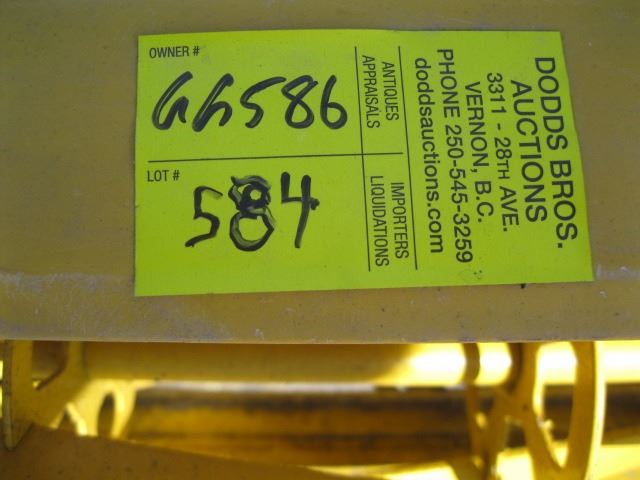 OWNER #
GG586
LOT #
584
ANTIQUES
APPRAISALS
IMPORTERS
LIQUIDATIONS
DODDS BROS.
AUCTIONS
3311 - 28TH AVE.
VERNON, B.C.
PHONE 250-545-3259
doddsauctions.com